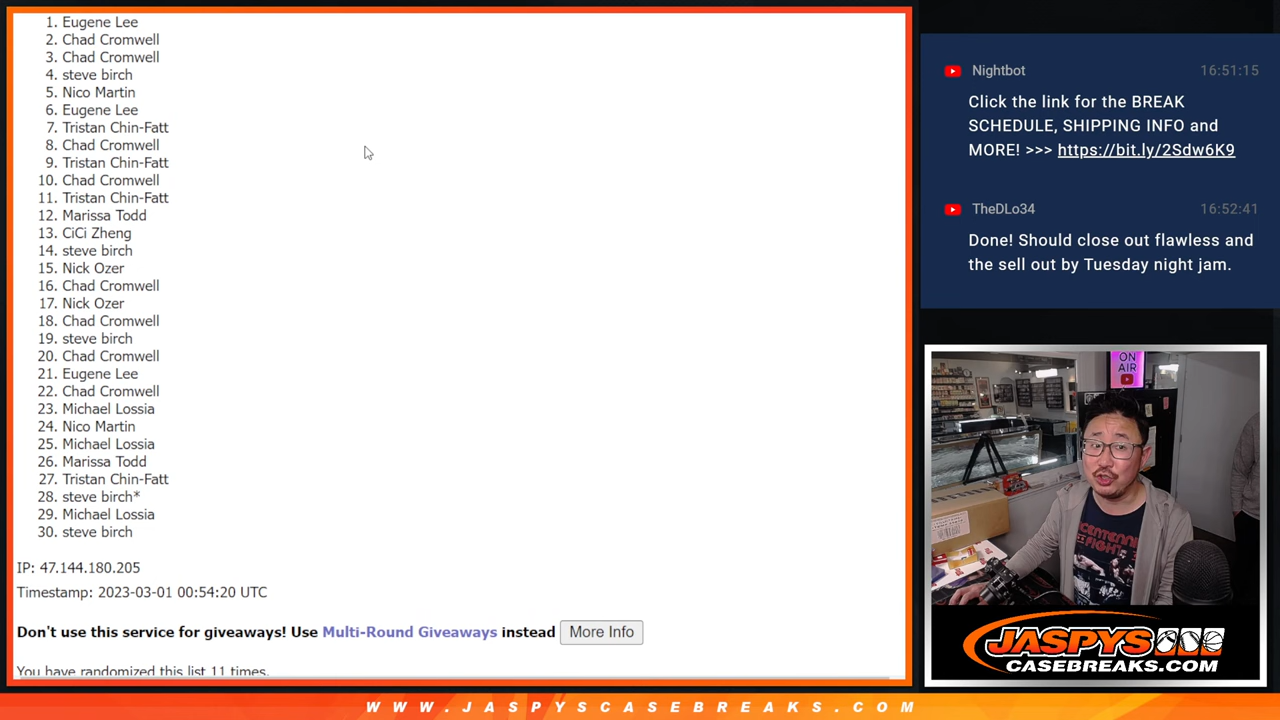 1. Eugene Lee
2. Chad Cromwell
3. Chad Cromwell
4. steve birch
5. Nico Martin
6. Eugene Lee
7. Tristan Chin-Fatt
8. Chad Cromwell
9. Tristan Chin-Fatt
10. Chad Cromwell
11. Tristan Chin-Fatt
12. Marissa Todd
13. CiCi Zheng
14. steve birch
15. Nick Ozer
16. Chad Cromwell
17. Nick Ozer
18. Chad Cromwell
19. steve birch
20. Chad Cromwell
21. Eugene Lee
22. Chad Cromwell
23. Michael Lossia
24. Nico Martin
25. Michael Lossia
26. Marissa Todd
27. Tristan Chin-Fatt
28. steve birch*
29. Michael Lossia
30. steve birch
IP: 47.144.180.205
Timestamp: 2023-03-01 00:54:20 UTC
Don't use this service for giveaways! Use Multi-Round Giveaways instead More Info
You have randomized this list 11 times.
Nightbot 16:51:15
Click the link for the BREAK
SCHEDULE, SHIPPING INFO and
MORE! >>> https://bit.ly/2Sdw6K9
TheDLo34 16:52:41
Done! Should close out flawless and
the sell out by Tuesday night jam.
ON
AIR
JASPYS
CASEBREAKS.COM
WWW.JASPYSCASEBREAKS.COM